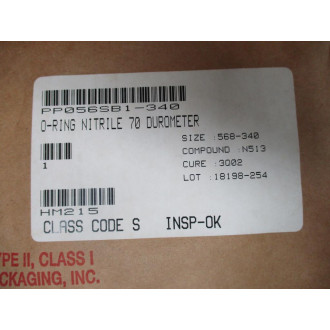 PP056SB1-340
O-RING NITRILE 70 DUROMETER
SIZE :568-340
COMPOUND :N513
CURE :3Q02
LOT :18198-254
1
HM215
CLASS CODE S INSP-OK
YPE II, CLASS I
CKAGING, INC.